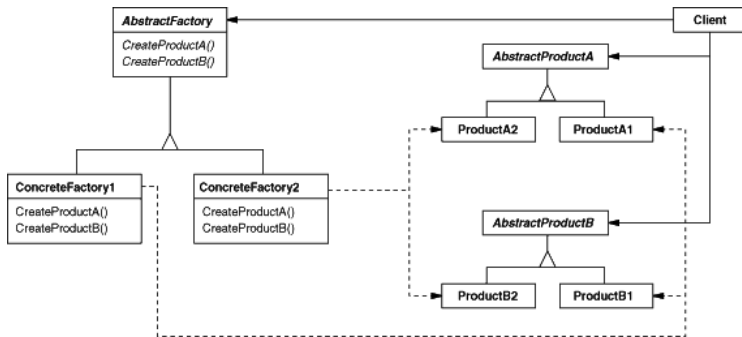 AbstractFactory
CreateProductA()
CreateProductB()
Client
AbstractProductA
ProductA2
ProductA1
ConcreteFactory1
CreateProductA()
CreateProductB()
ConcreteFactory2
CreateProductA()
CreateProductB()
AbstractProductB
ProductB2
ProductB1